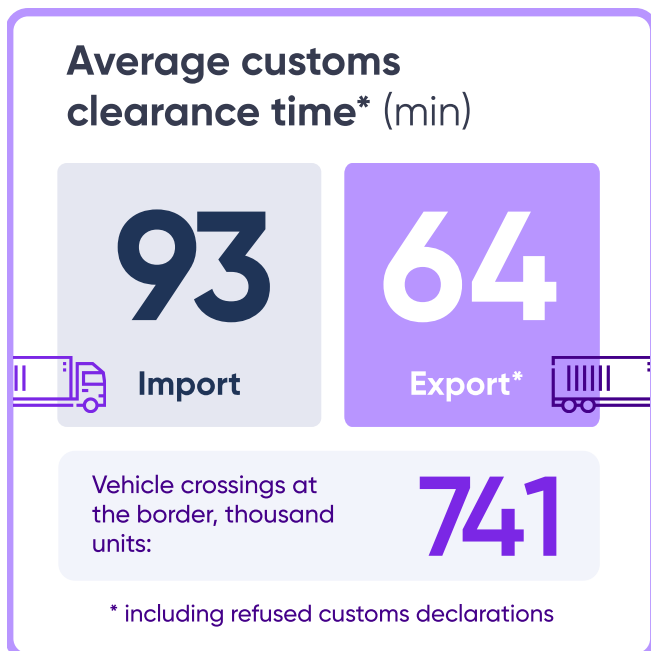 Average customs
clearance time* (min)
93
Import
64
Export*
Vehicle crossings at
the border, thousand
units:
741
* including refused customs declarations